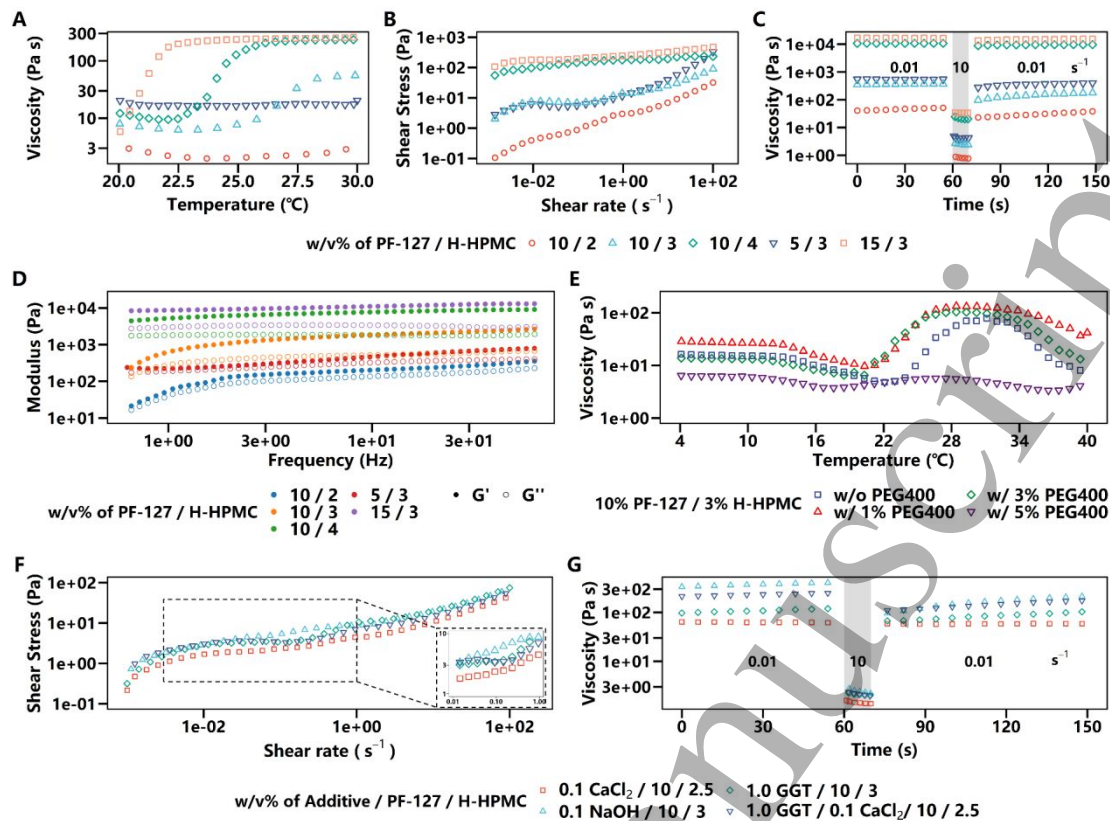 A
Viscosity (Pa s)
300
100
30
10
3
20.0 22.5 25.0 27.5 30.0
Temperature (℃)
B
Shear Stress (Pa)
1e+03
1e+02
1e+01
1e+00
1e-01
1e-02 1e+00 1e+02
Shear rate ( s⁻¹)
C
Viscosity (Pa s)
1e+04
1e+03
1e+02
1e+01
1e+00
0.01 10 0.01 s⁻¹
0 30 60 90 120 150
Time (s)
w/v% of PF-127 / H-HPMC 10 / 2 10 / 3 10 / 4 5 / 3 15 / 3
D
Modulus (Pa)
1e+04
1e+03
1e+02
1e+01
1e+00 3e+00 1e+01 3e+01
Frequency (Hz)
w/v% of PF-127 / H-HPMC
10 / 2 5 / 3 G' G''
10 / 3 15 / 3
10 / 4
E
Viscosity (Pa s)
1e+02
1e+01
1e+00
4 10 16 22 28 34 40
Temperature (℃)
10% PF-127 / 3% H-HPMC
w/o PEG400 w/ 3% PEG400
w/ 1% PEG400 w/ 5% PEG400
F
Shear Stress (Pa)
1e+02
1e+01
1e+00
1e-01
10
3
1
0.01 0.10 1.00
1e-02 1e+00 1e+02
Shear rate ( s⁻¹)
G
Viscosity (Pa s)
3e+02
1e+02
3e+01
1e+01
3e+00
0.01 10 0.01 s⁻¹
0 30 60 90 120 150
Time (s)
w/v% of Additive / PF-127 / H-HPMC
0.1 CaCl₂ / 10 / 2.5 1.0 GGT / 10 / 3
0.1 NaOH / 10 / 3 1.0 GGT / 0.1 CaCl₂/ 10 / 2.5
nuscrip